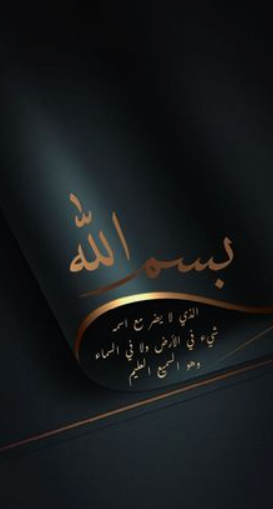 بسم الله
الذي لا يضر مع اسمه
شيء في الأرض ولا في السماء
وهو السميع العليم